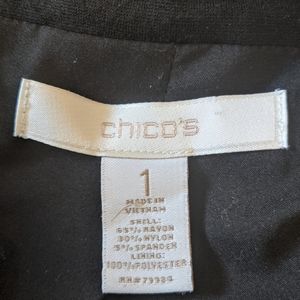 chico's
1
MADE IN
VIETNAM
SHELL:
65% RAYON
30% NYLON
5% SPANDEX
LINING:
100% POLYESTER